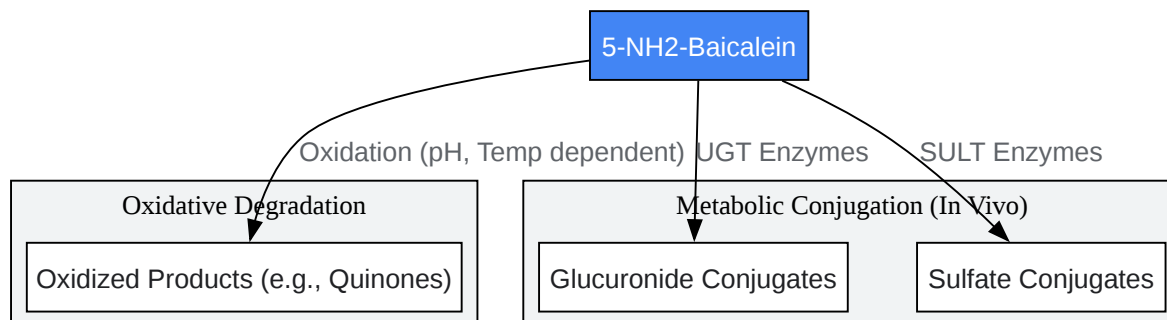 5-NH2-Baicalein
Oxidation (pH, Temp dependent)
UGT Enzymes
SULT Enzymes
Oxidative Degradation
Metabolic Conjugation (In Vivo)
Oxidized Products (e.g., Quinones)
Glucuronide Conjugates
Sulfate Conjugates